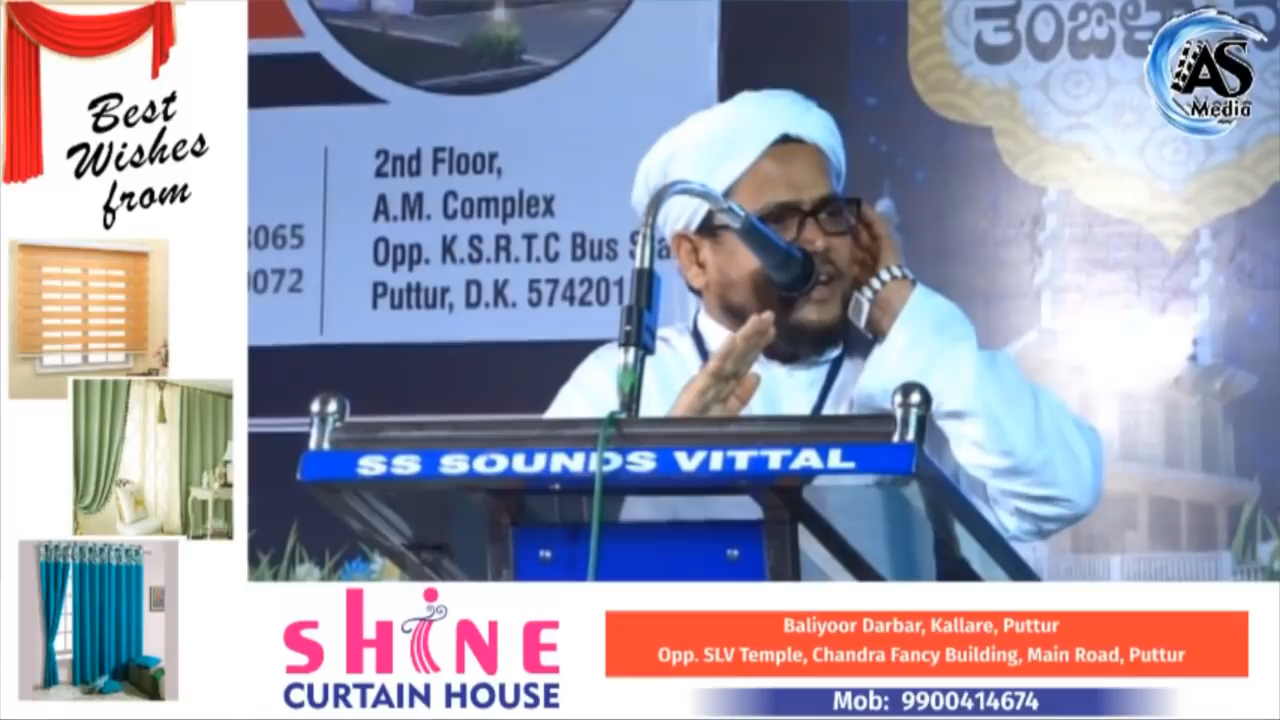 Best
Wishes
from
065
0072
2nd Floor,
A.M. Complex
Opp. K.S.R.T.C Bus
Puttur, D.K. 574201
AS
Media
SS SOUNDS VITTAL
SHINE
CURTAIN HOUSE
Baliyoor Darbar, Kallare, Puttur
Opp. SLV Temple, Chandra Fancy Building, Main Road, Puttur
Mob: 9900414674